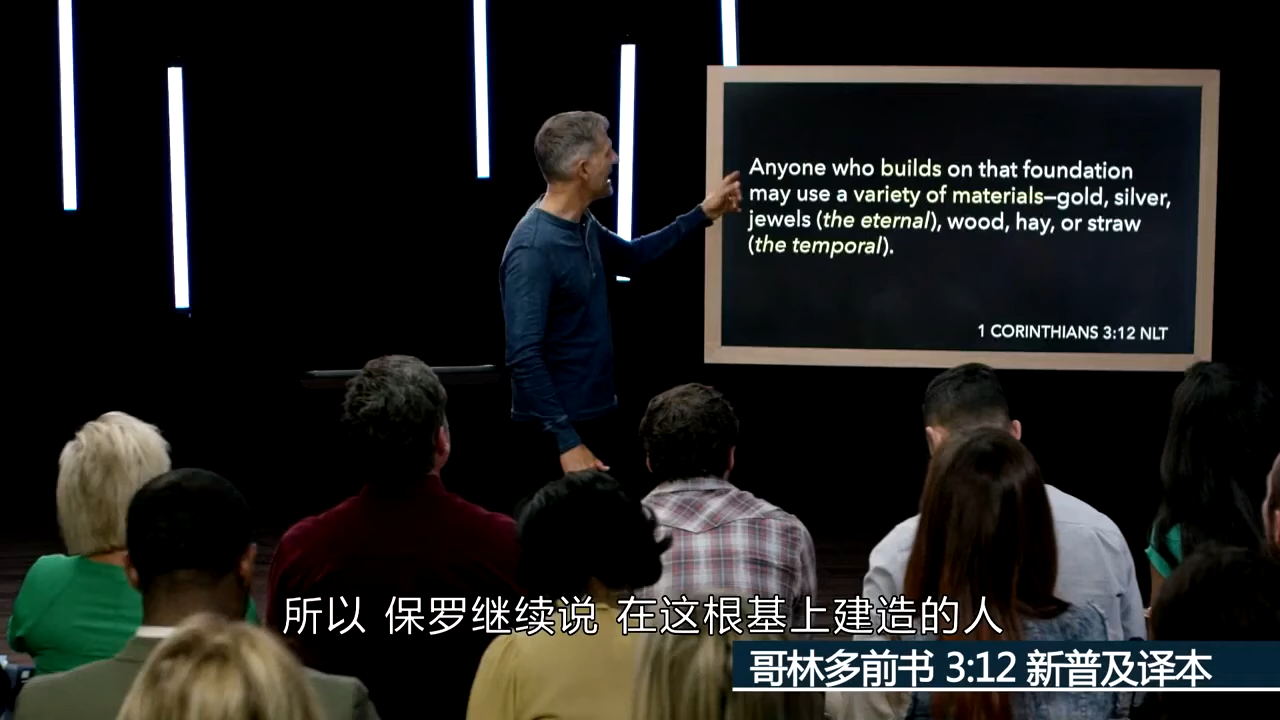 Anyone who builds on that foundation
may use a variety of materials—gold, silver,
jewels (the eternal), wood, hay, or straw
(the temporal).
1 CORINTHIANS 3:12 NLT
所以 保罗继续说 在这根基上建造的人
哥林多前书 3:12 新普及译本